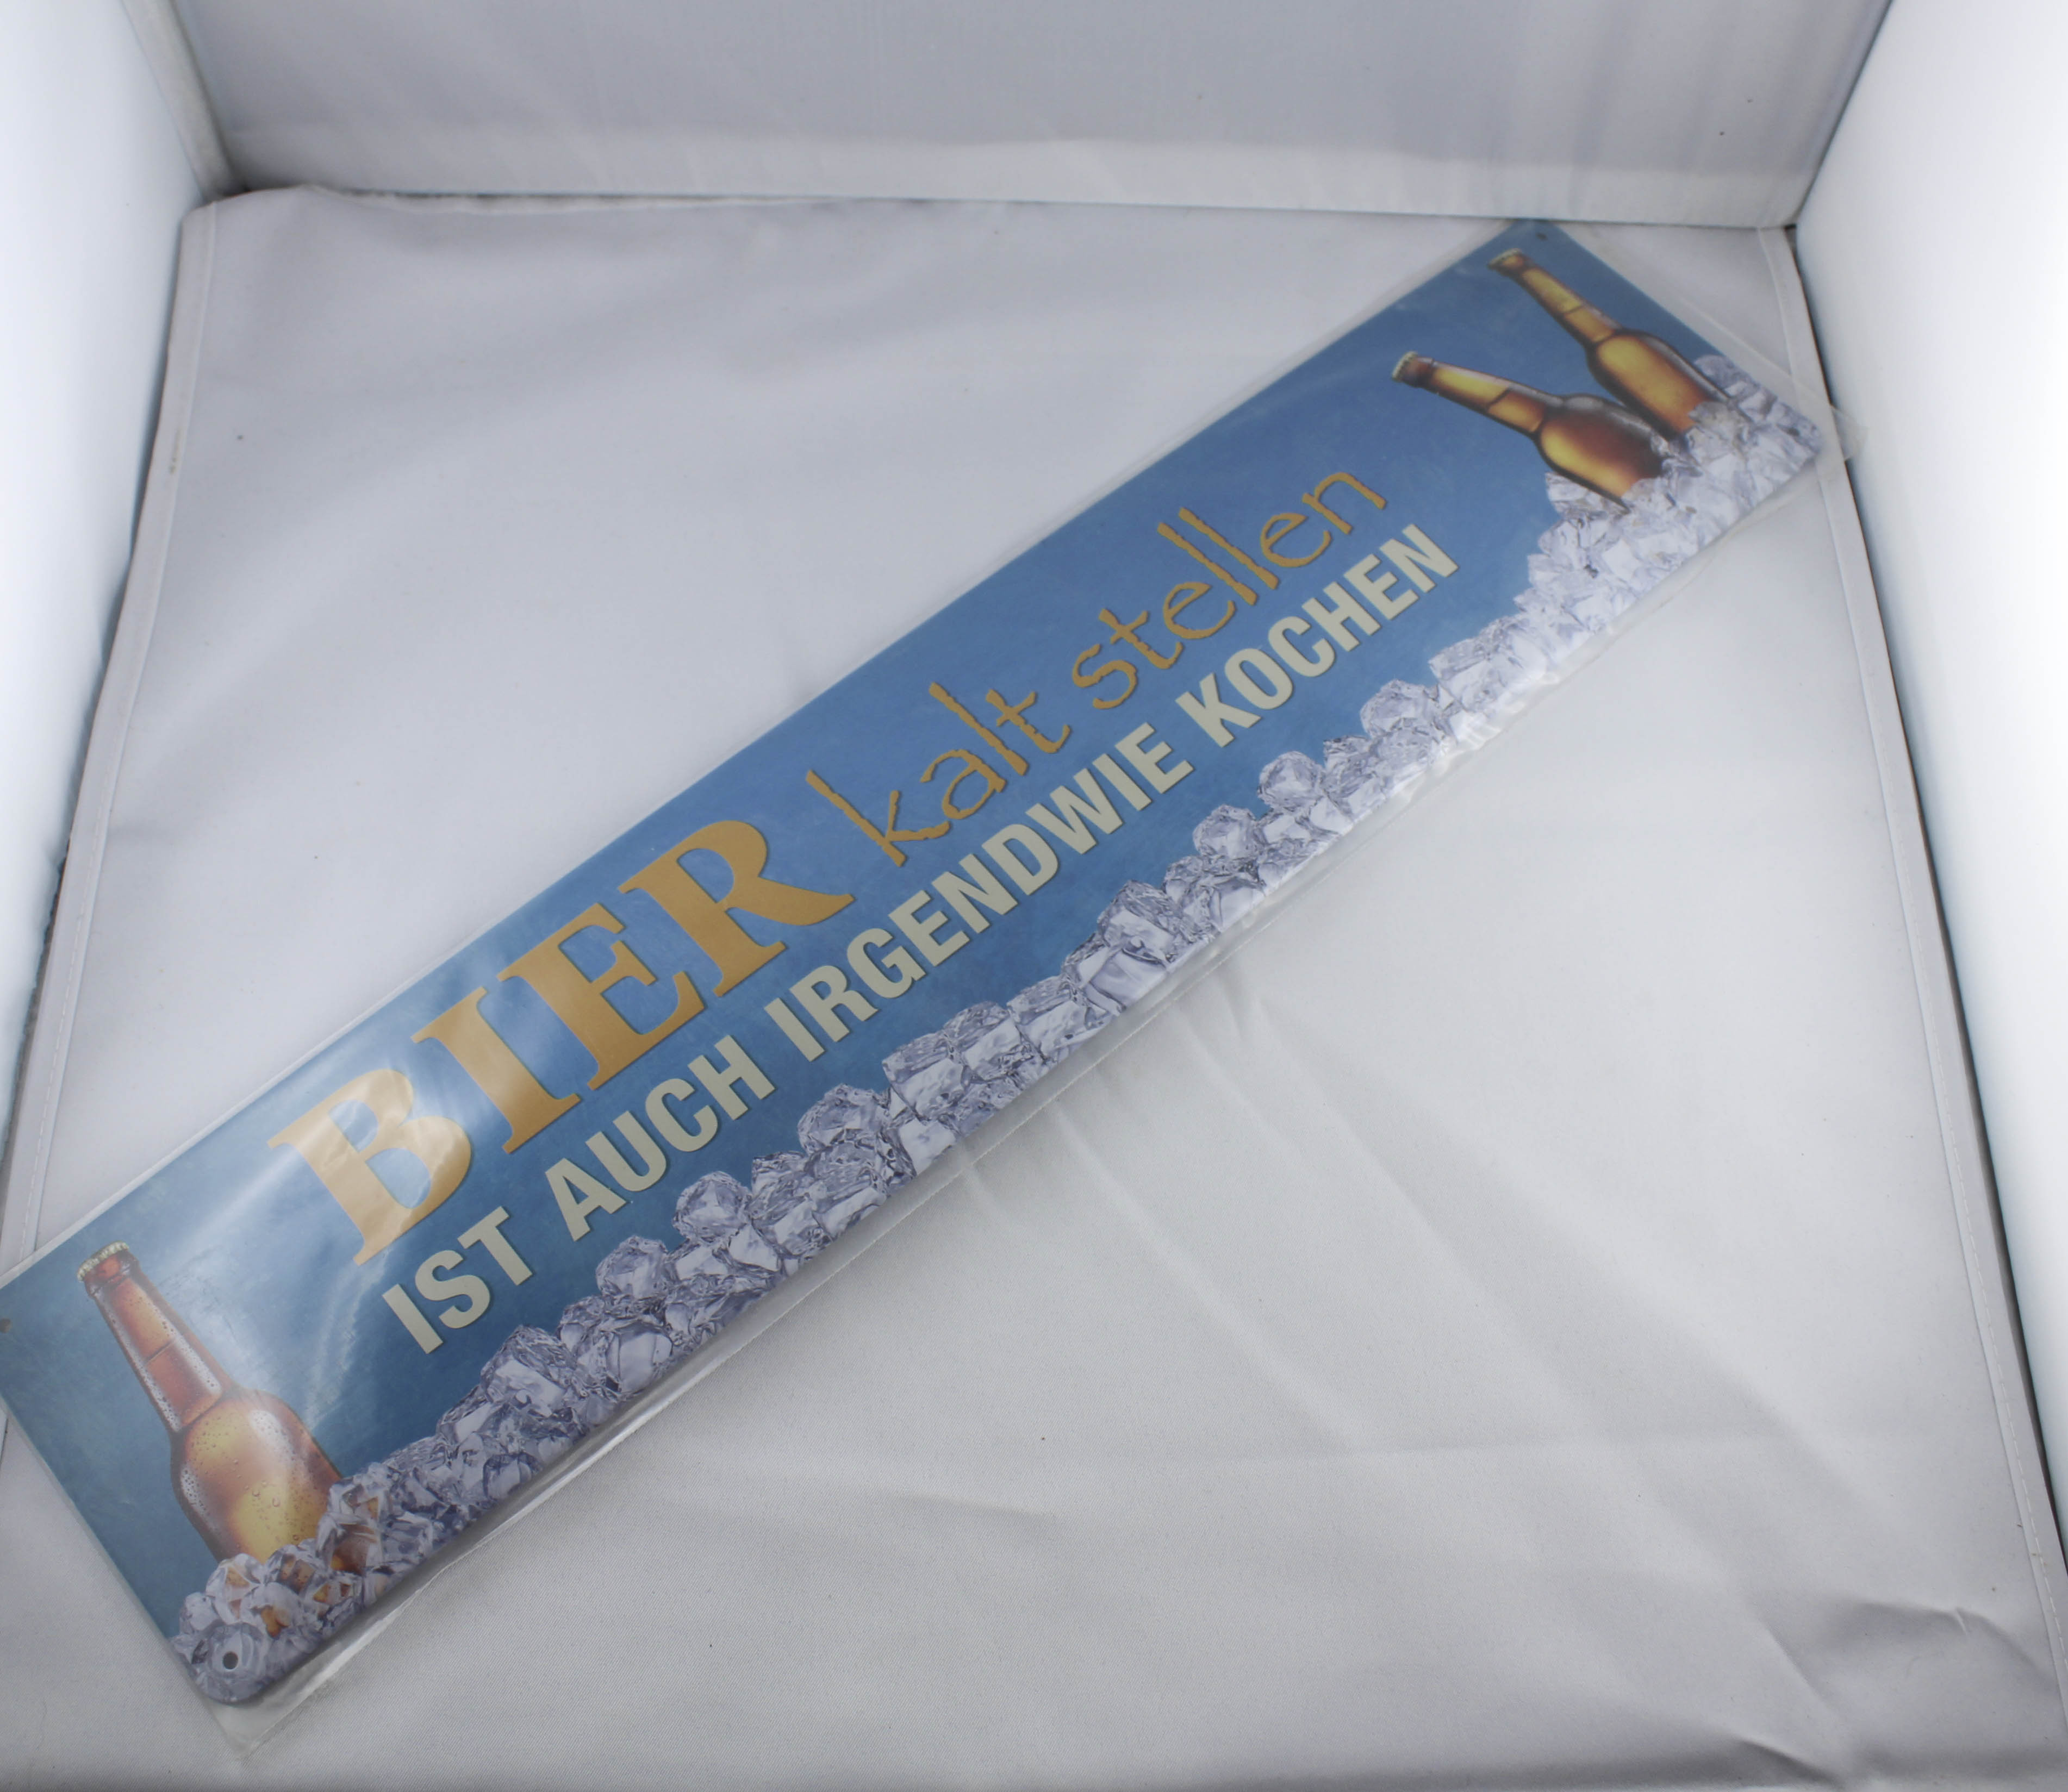 BIER kalt stellen
IST AUCH IRGENDWIE KOCHEN